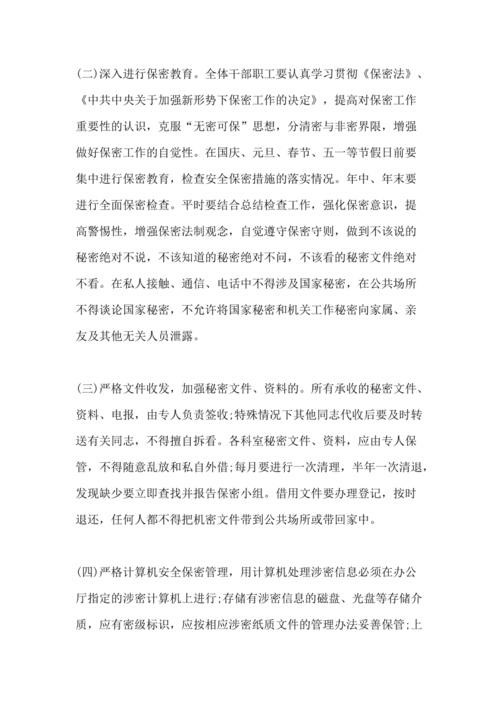 (二)深入进行保密教育。全体干部职工要认真学习贯彻《保密法》、
《中共中央关于加强新形势下保密工作的决定》，提高对保密工作
重要性的认识，克服“无密可保”思想，分清密与非密界限，增强
做好保密工作的自觉性。在国庆、元旦、春节、五一等节假日前要
集中进行保密教育，检查安全保密措施的落实情况。年中、年末要
进行全面保密检查。平时要结合总结检查工作，强化保密意识，提
高警惕性，增强保密法制观念，自觉遵守保密守则，做到不该说的
秘密绝对不说，不该知道的秘密绝对不问，不该看的秘密文件绝对
不看。在私人接触、通信、电话中不得涉及国家秘密，在公共场所
不得谈论国家秘密，不允许将国家秘密和机关工作秘密向家属、亲
友及其他无关人员泄露。
(三)严格文件收发，加强秘密文件、资料的。所有承收的秘密文件、
资料、电报，由专人负责签收;特殊情况下其他同志代收后要及时转
送有关同志，不得擅自拆看。各科室秘密文件、资料，应由专人保
管，不得随意乱放和私自外借;每月要进行一次清理，半年一次清退，
发现缺少要立即查找并报告保密小组。借用文件要办理登记，按时
退还，任何人都不得把机密文件带到公共场所或带回家中。
(四)严格计算机安全保密管理，用计算机处理涉密信息必须在办公
厅指定的涉密计算机上进行;存储有涉密信息的磁盘、光盘等存储介
质，应有密级标识，应按相应涉密纸质文件的管理办法妥善保管;上